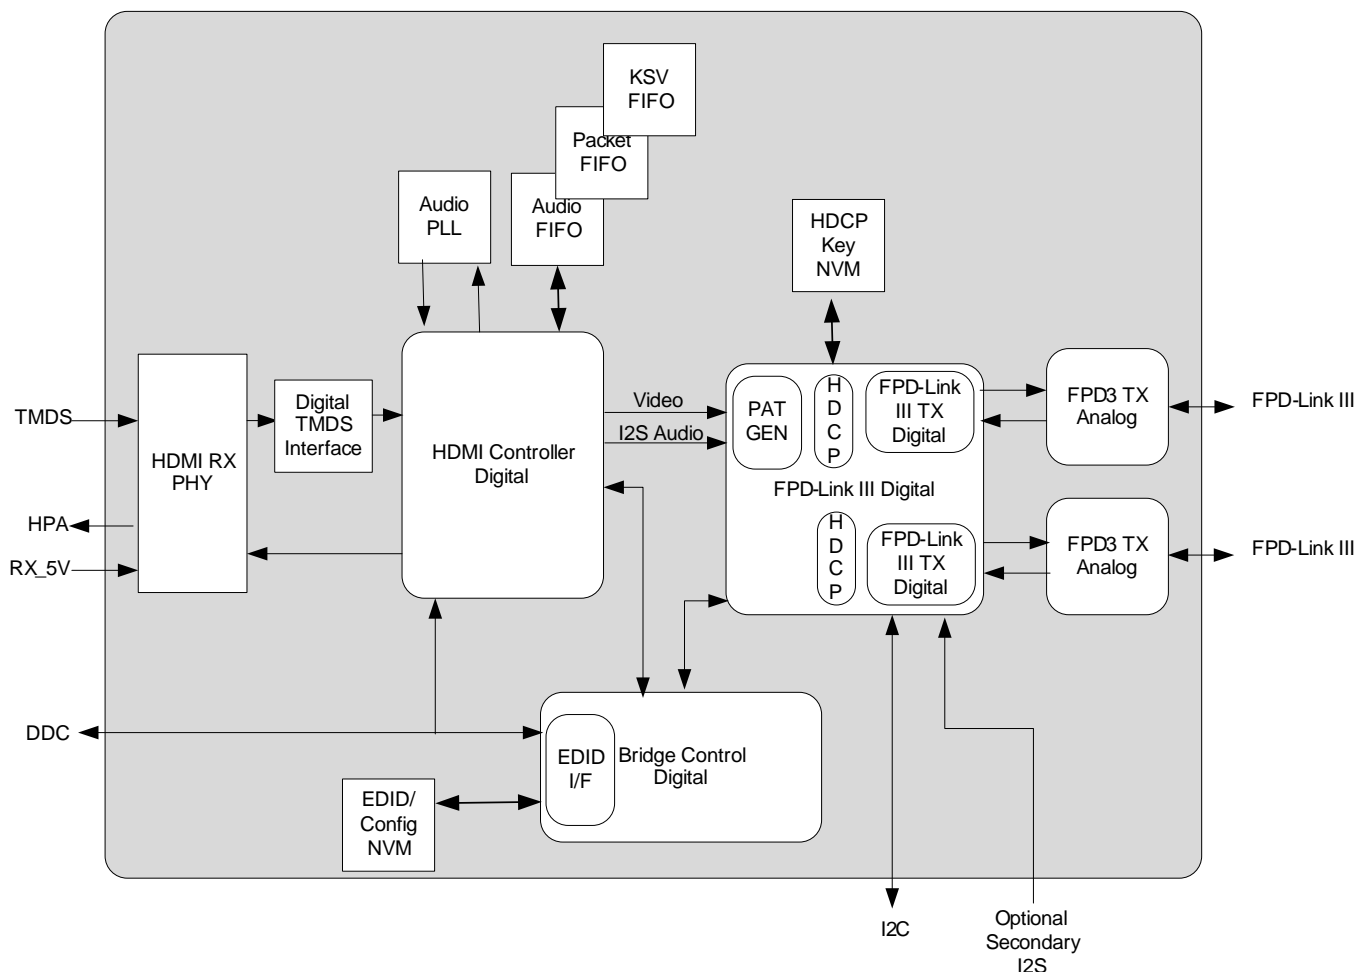 KSV
FIFO
Packet
FIFO
Audio
PLL
Audio
FIFO
HDCP
Key
NVM
TMDS
HPA
RX_5V
HDMI RX
PHY
Digital
TMDS
Interface
HDMI Controller
Digital
Video
I2S Audio
PAT
GEN
H
D
C
P
FPD-Link
III TX
Digital
FPD-Link III Digital
H
D
C
P
FPD-Link
III TX
Digital
FPD3 TX
Analog
FPD-Link III
FPD3 TX
Analog
FPD-Link III
DDC
EDID
I/F
Bridge Control
Digital
EDID/
Config
NVM
I2C
Optional
Secondary
I2S